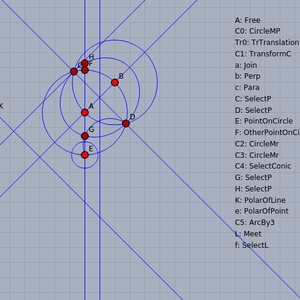 A: Free
C0: CircleMP
Tr0: TrTranslation
C1: TransformC
a: Join
b: Perp
c: Para
C: SelectP
D: SelectP
E: PointOnCircle
F: OtherPointOnCi
C2: CircleMr
C3: CircleMr
C4: SelectConic
G: SelectP
H: SelectP
K: PolarOfLine
e: PolarOfPoint
C5: ArcBy3
L: Meet
f: SelectL
H
B
A
D
G
E
K